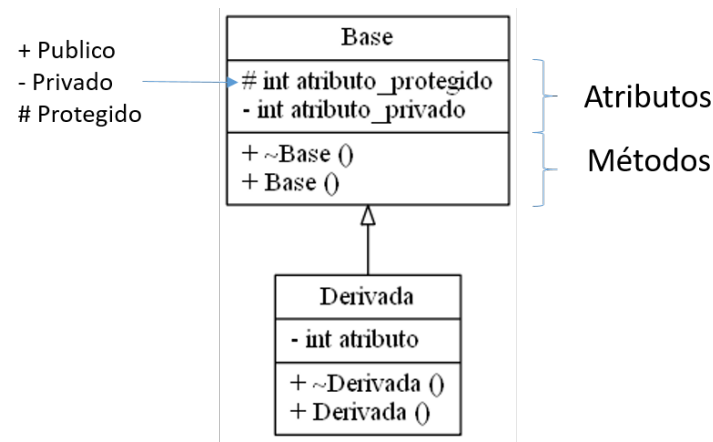 + Publico
- Privado
# Protegido
Base
# int atributo_protegido
- int atributo_privado
+ ~Base ()
+ Base ()
Atributos
Métodos
Derivada
- int atributo
+ ~Derivada ()
+ Derivada ()